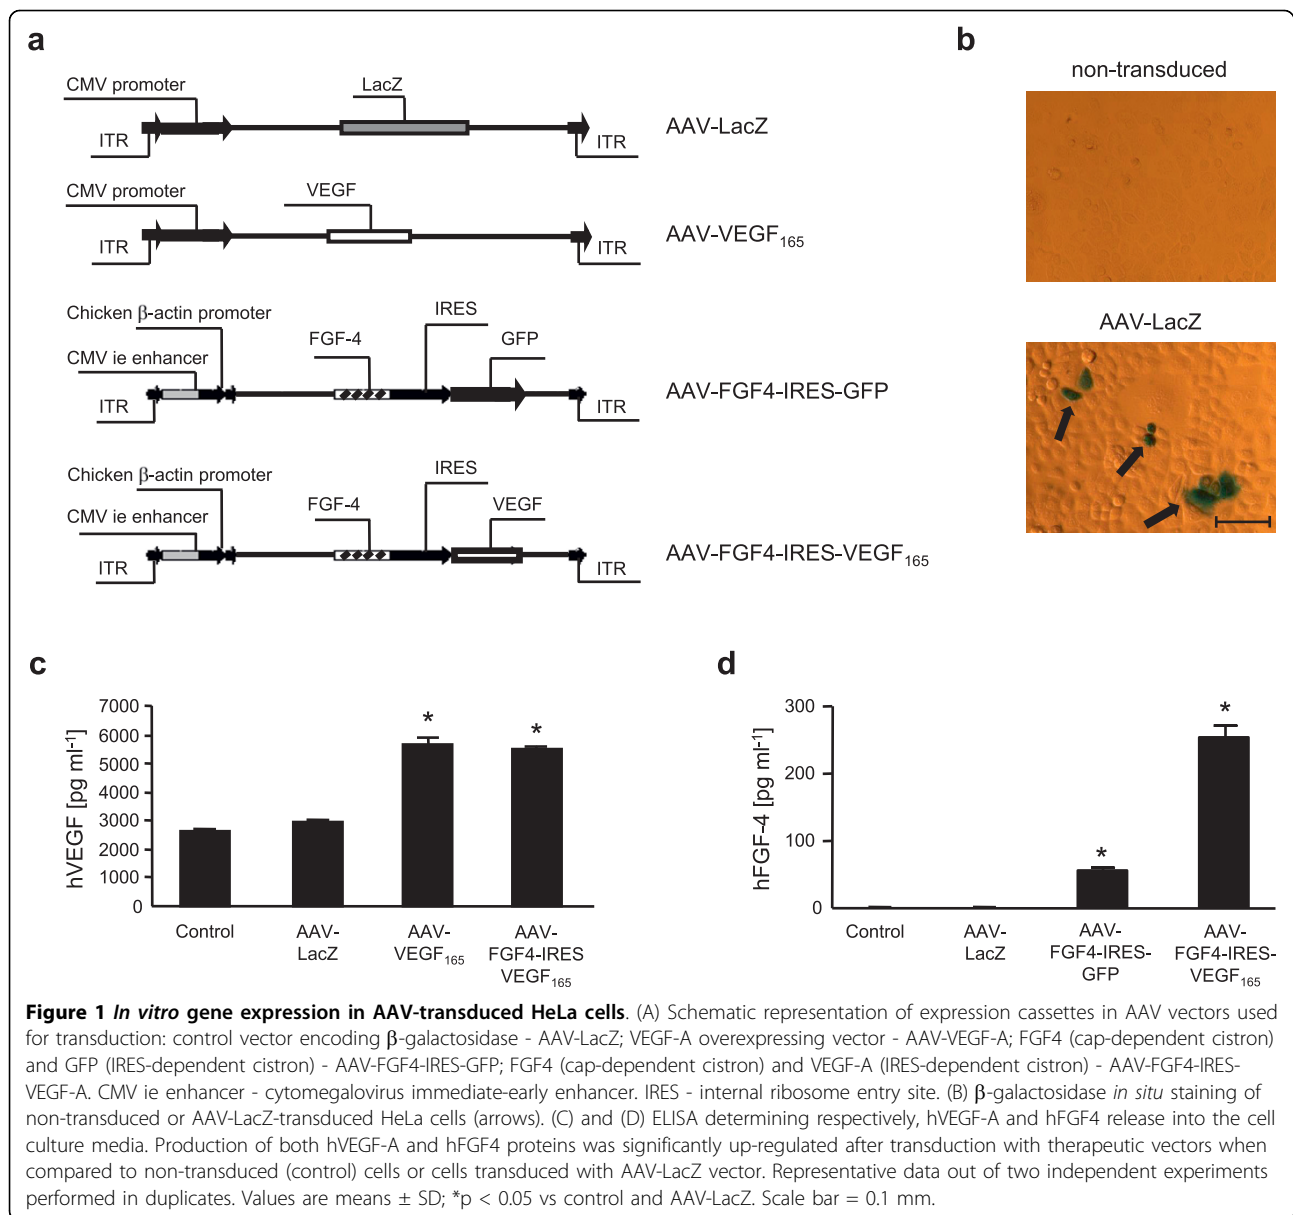 a
CMV promoter
LacZ
ITR
ITR
AAV-LacZ
CMV promoter
VEGF
ITR
ITR
AAV-VEGF165
Chicken β-actin promoter
IRES
CMV ie enhancer
FGF-4
GFP
ITR
ITR
AAV-FGF4-IRES-GFP
Chicken β-actin promoter
IRES
CMV ie enhancer
FGF-4
VEGF
ITR
ITR
AAV-FGF4-IRES-VEGF165
b
non-transduced
AAV-LacZ
c
hVEGF [pg ml-1]
7000
6000
5000
4000
3000
2000
1000
0
*
*
Control
AAV-
LacZ
AAV-
VEGF165
AAV-
FGF4-IRES
VEGF165
d
hFGF-4 [pg ml-1]
300
200
100
0
*
*
Control
AAV-
LacZ
AAV-
FGF4-IRES-
GFP
AAV-
FGF4-IRES-
VEGF165
Figure 1 In vitro gene expression in AAV-transduced HeLa cells. (A) Schematic representation of expression cassettes in AAV vectors used
for transduction: control vector encoding β-galactosidase - AAV-LacZ; VEGF-A overexpressing vector - AAV-VEGF-A; FGF4 (cap-dependent cistron)
and GFP (IRES-dependent cistron) - AAV-FGF4-IRES-GFP; FGF4 (cap-dependent cistron) and VEGF-A (IRES-dependent cistron) - AAV-FGF4-IRES-
VEGF-A. CMV ie enhancer - cytomegalovirus immediate-early enhancer. IRES - internal ribosome entry site. (B) β-galactosidase in situ staining of
non-transduced or AAV-LacZ-transduced HeLa cells (arrows). (C) and (D) ELISA determining respectively, hVEGF-A and hFGF4 release into the cell
culture media. Production of both hVEGF-A and hFGF4 proteins was significantly up-regulated after transduction with therapeutic vectors when
compared to non-transduced (control) cells or cells transduced with AAV-LacZ vector. Representative data out of two independent experiments
performed in duplicates. Values are means ± SD; *p < 0.05 vs control and AAV-LacZ. Scale bar = 0.1 mm.